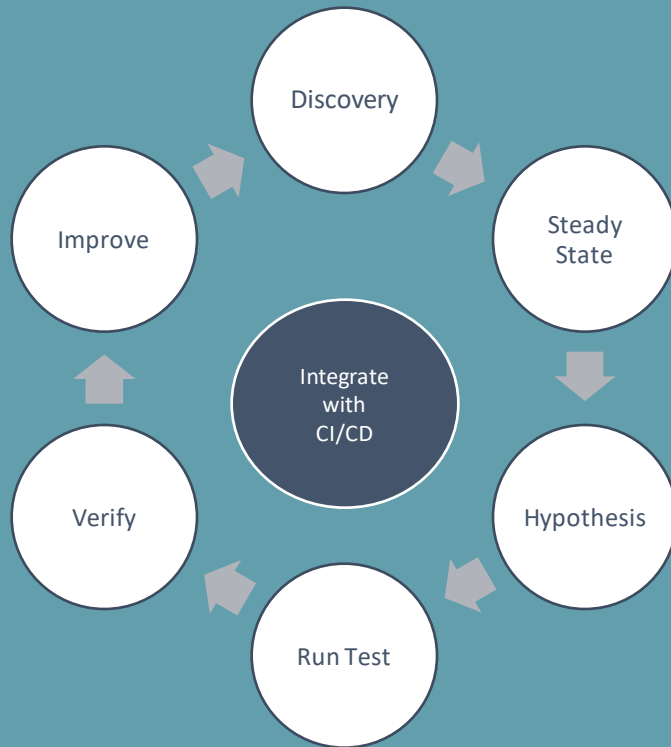 Discovery
Steady
State
Hypothesis
Run Test
Verify
Improve
Integrate
with
CI/CD